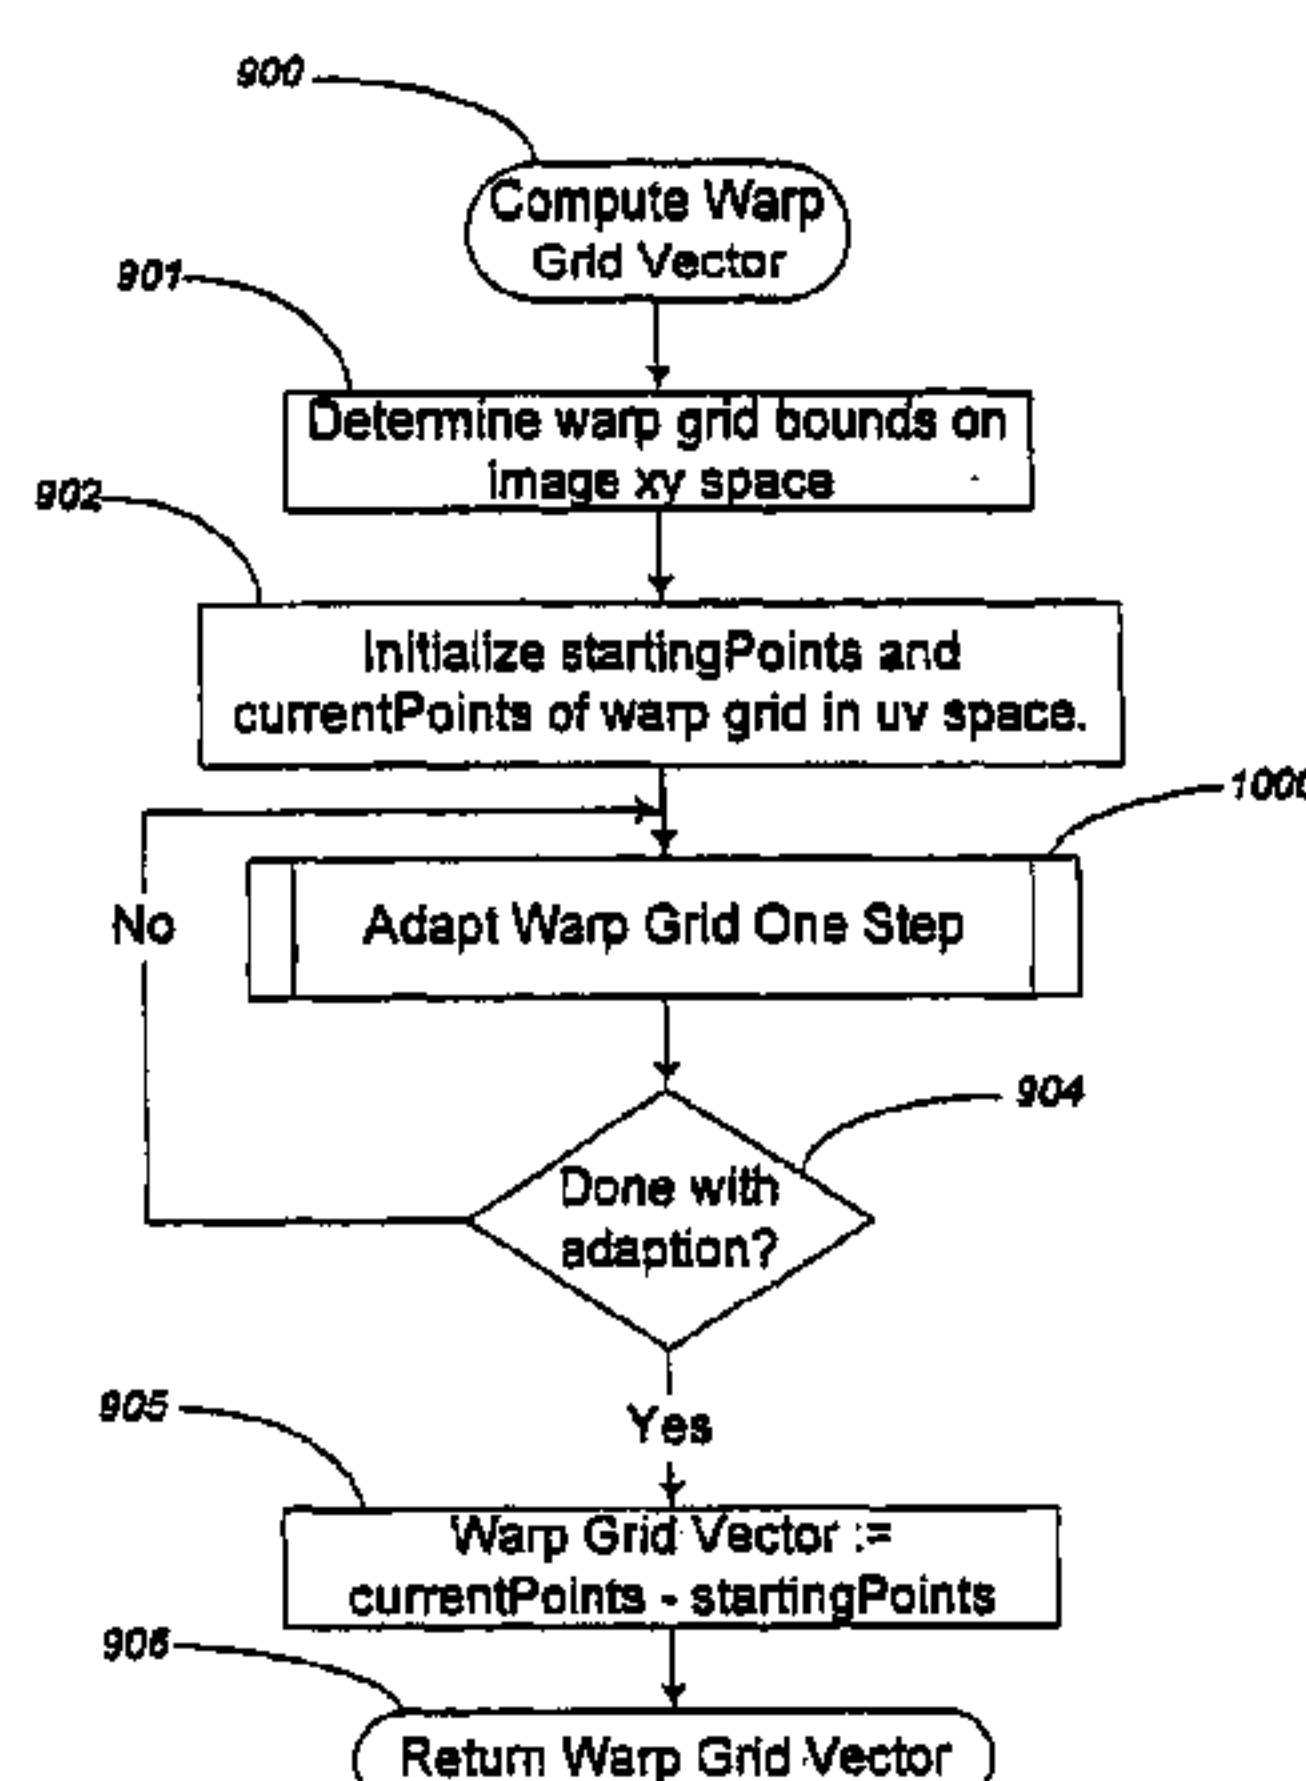 900
Compute Warp
Grid Vector
901
Determine warp grid bounds on
image xy space
902
Initialize startingPoints and
currentPoints of warp grid in uv space.
1000
Adapt Warp Grid One Step
No
904
Done with
adaption?
Yes
905
Warp Grid Vector :=
currentPoints - startingPoints
906
Return Warp Grid Vector